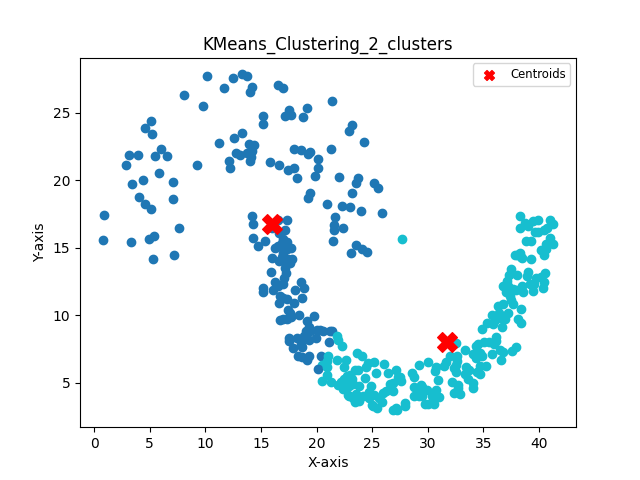 KMeans_Clustering_2_clusters
Centroids
Y-axis
25
20
15
10
5
0 5 10 15 20 25 30 35 40
X-axis